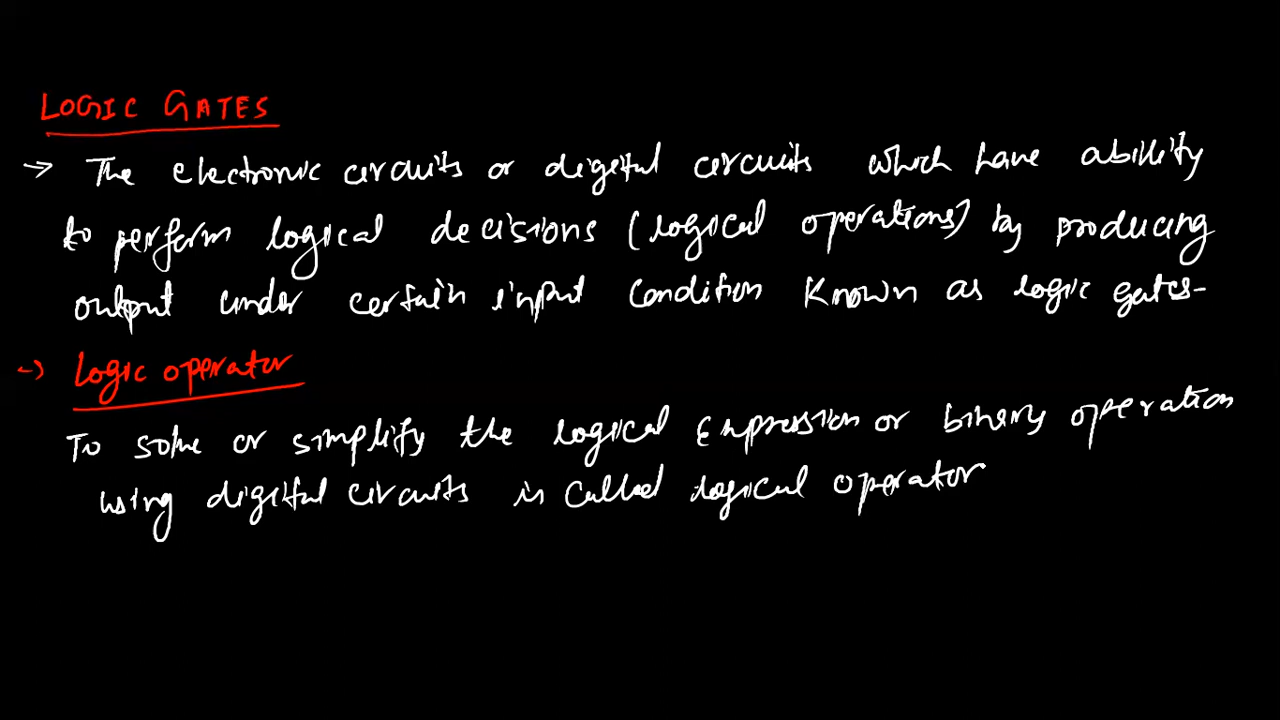 LOGIC GATES
→ The electronic circuits or digital circuits which have ability
to perform logical decisions (logical operations) by producing
output under certain input condition known as logic gates-
→ Logic operator
To solve or simplify the logical expression or binary operation
using digital circuits is called logical operator